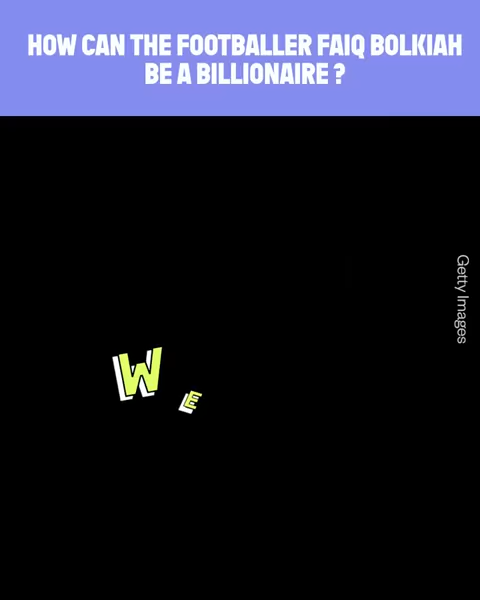 HOW CAN THE FOOTBALLER FAIQ BOLKIAH
BE A BILLIONAIRE ?
Getty Images
W E